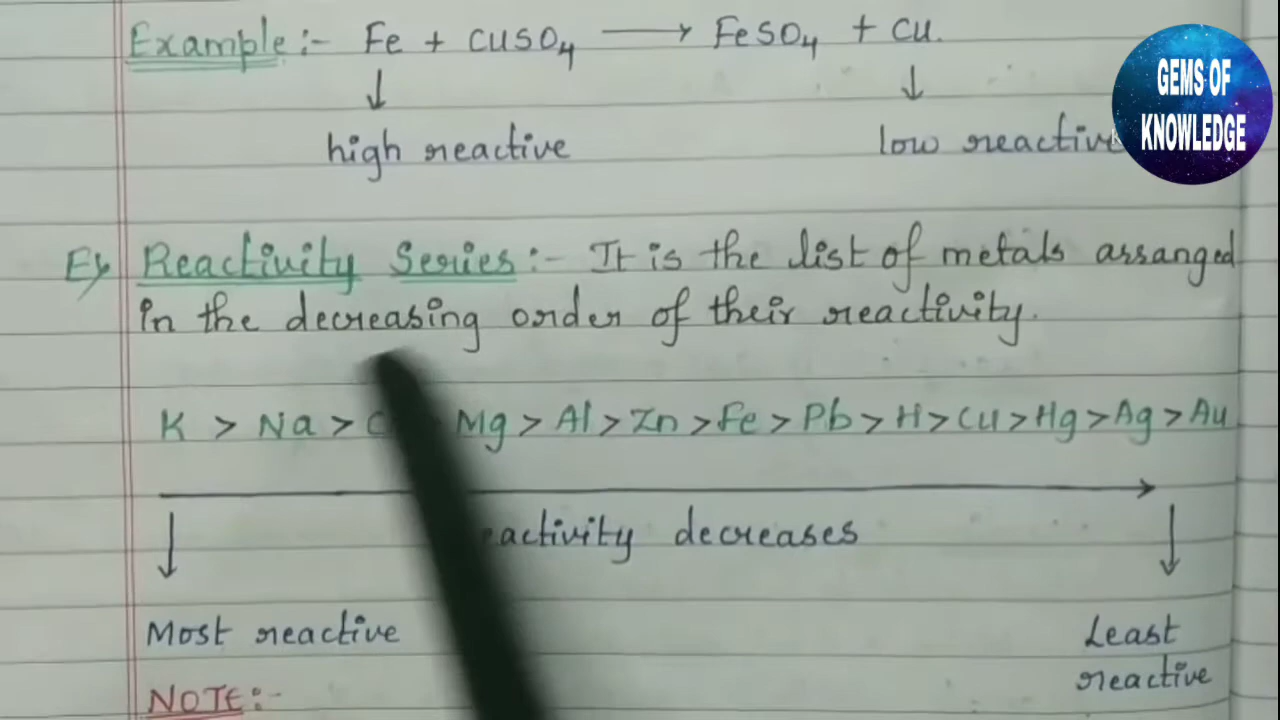 Example:- Fe + CuSO4 → FeSO4 + Cu.
↓ ↓
high reactive low reactive
GEMS OF
KNOWLEDGE
Ex Reactivity Series:- It is the list of metals arranged
in the decreasing order of their reactivity.
K > Na > Mg > Al > Zn > Fe > Pb > H > Cu > Hg > Ag > Au
eactivity decreases
Most reactive Least
reactive
NOTE:-